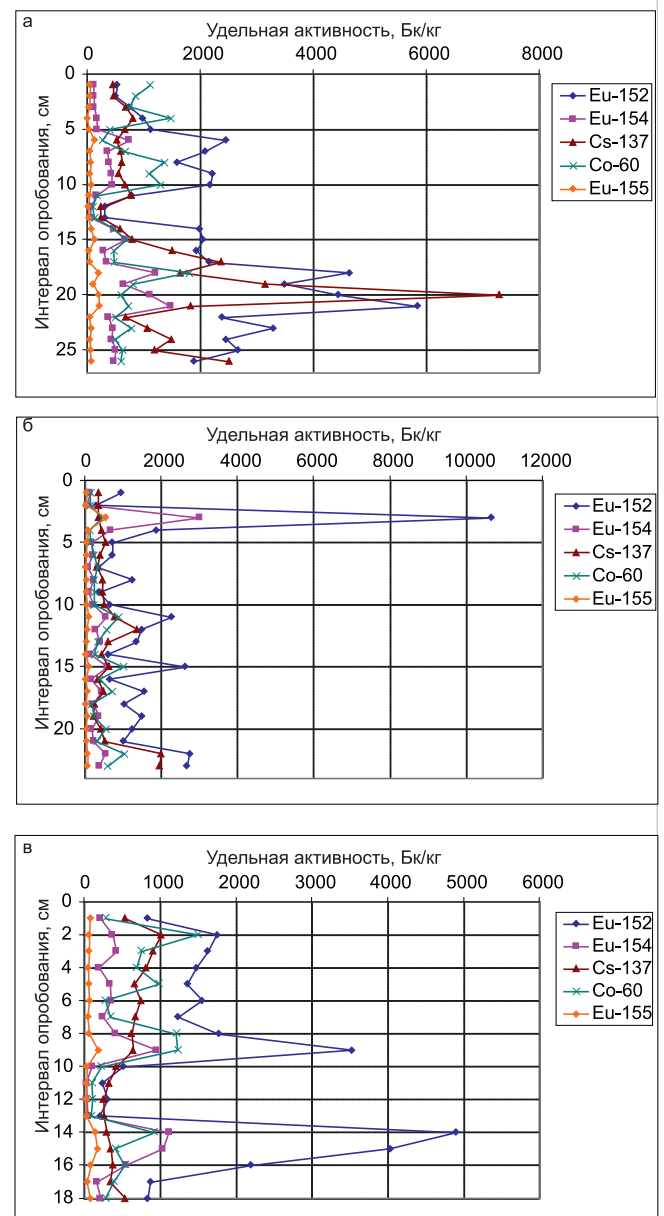 а
Удельная активность, Бк/кг
0 2000 4000 6000 8000
Интервал опробования, см
0
5
10
15
20
25
Eu-152
Eu-154
Cs-137
Co-60
Eu-155
б
Удельная активность, Бк/кг
0 2000 4000 6000 8000 10000 12000
Интервал опробования, см
0
5
10
15
20
Eu-152
Eu-154
Cs-137
Co-60
Eu-155
в
Удельная активность, Бк/кг
0 1000 2000 3000 4000 5000 6000
Интервал опробования, см
0
2
4
6
8
10
12
14
16
18
Eu-152
Eu-154
Cs-137
Co-60
Eu-155